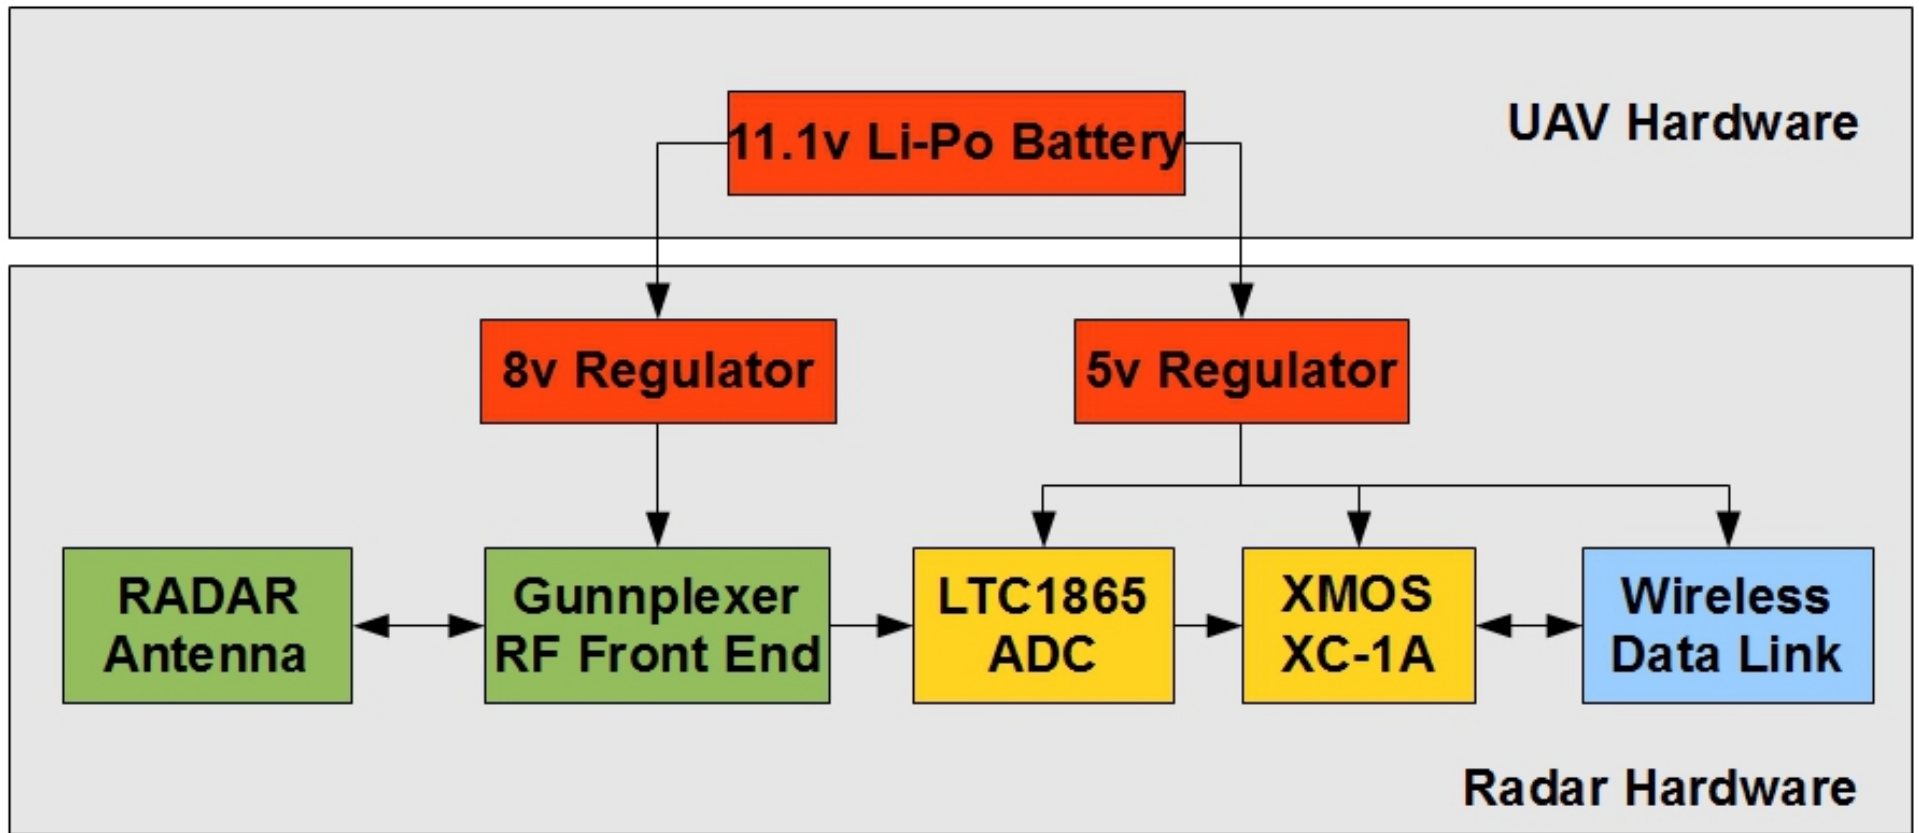 UAV Hardware
11.1v Li-Po Battery
8v Regulator
5v Regulator
RADAR
Antenna
Gunnplexer
RF Front End
LTC1865
ADC
XMOS
XC-1A
Wireless
Data Link
Radar Hardware